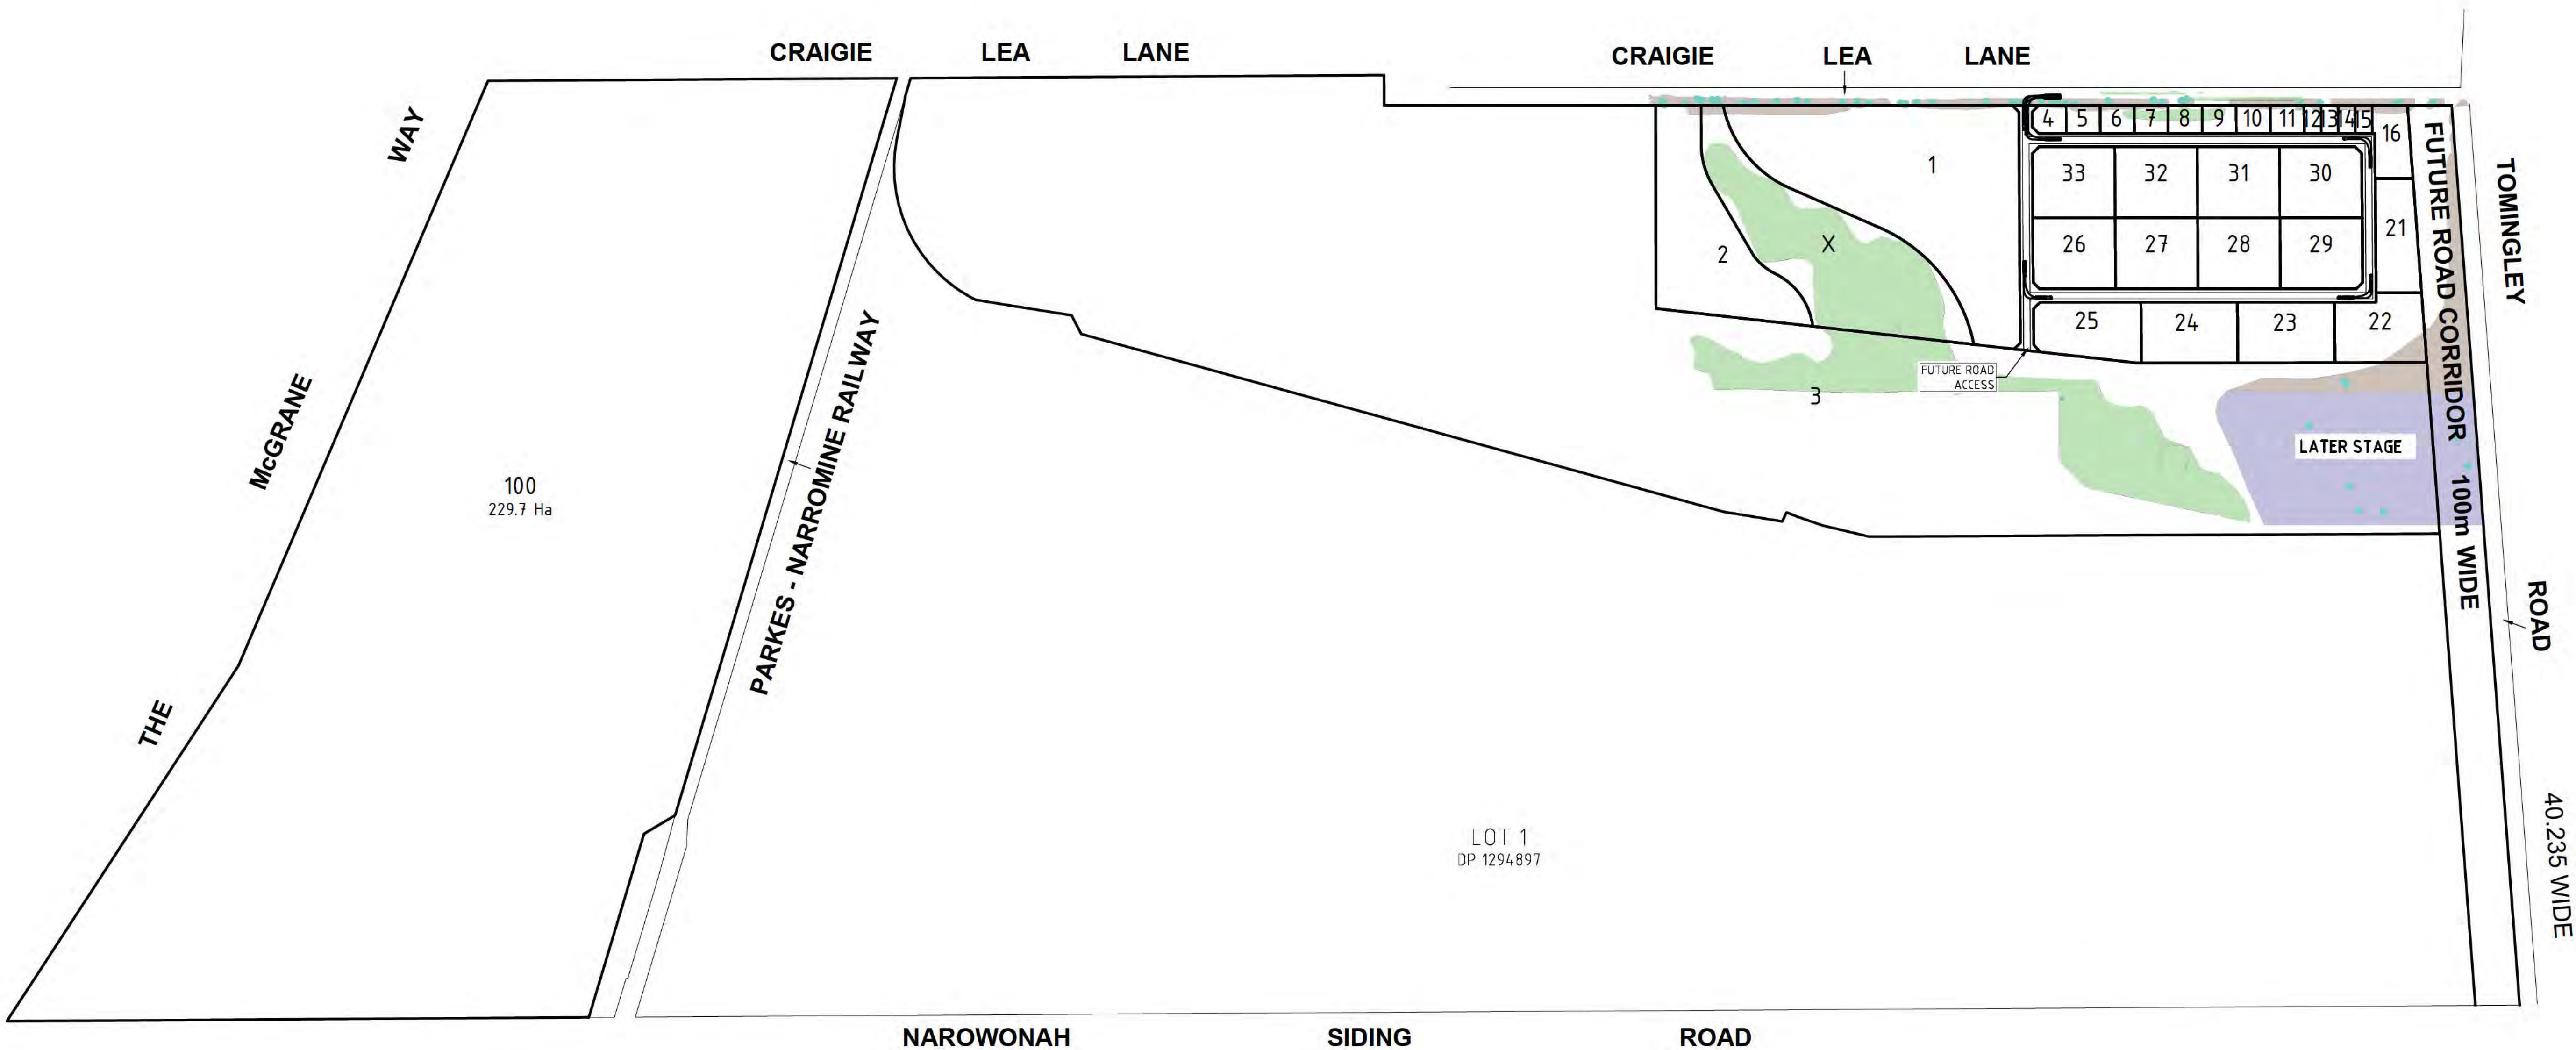 CRAIGIE LEA LANE
CRAIGIE LEA LANE
THE McGRANE WAY
PARKES - NARROMINE RAILWAY
100
229.7 Ha
1
2
X
3
4 5 6 7 8 9 10 11 12 13 14 15
16
33 32 31 30
21
26 27 28 29
25 24 23 22
FUTURE ROAD
ACCESS
LATER STAGE
FUTURE ROAD CORRIDOR 100m WIDE
TOMINGLEY ROAD
40.235 WIDE
LOT 1
DP 1294897
NAROWONAH SIDING ROAD